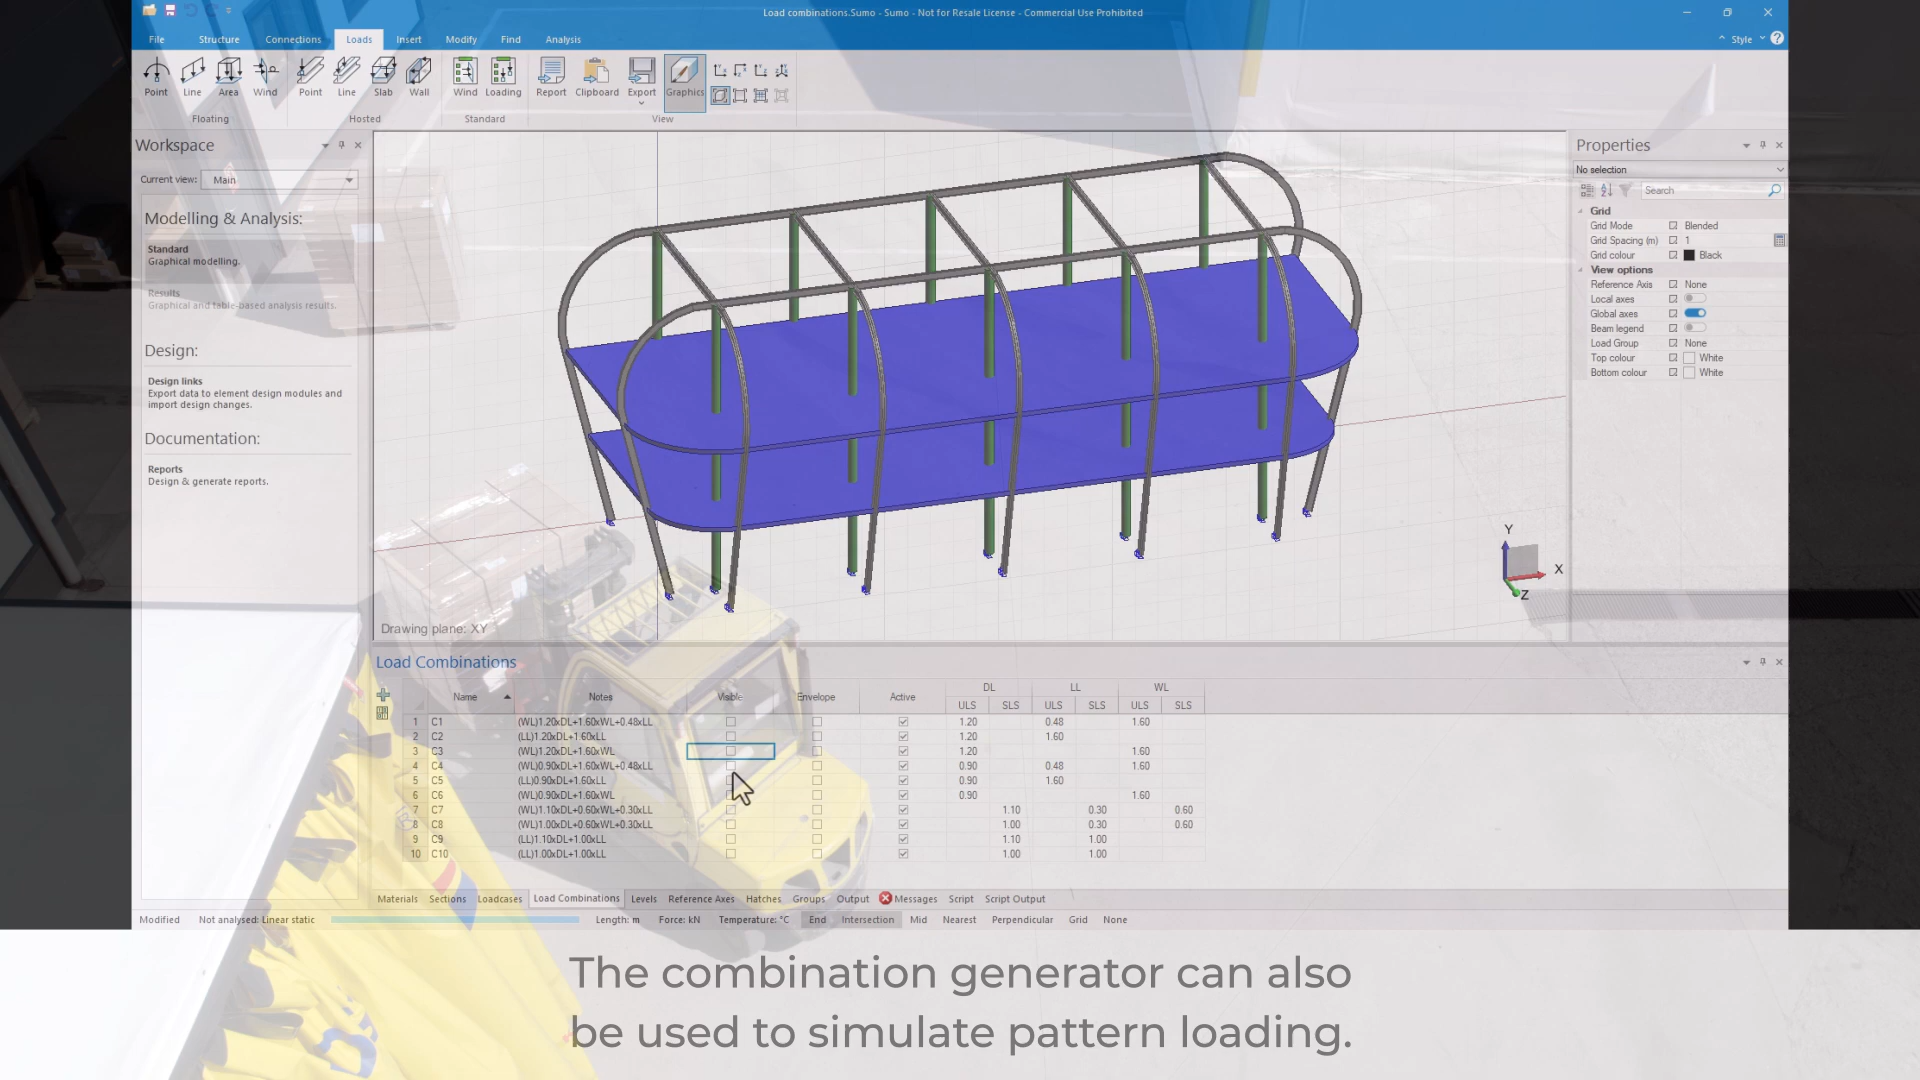 Load combinations.Sumo - Sumo - Not for Resale License - Commercial Use Prohibited
File Structure Connections Loads Insert Modify Find Analysis Style
Point Line Area Wind Point Line Slab Wall Wind Loading Report Clipboard Export Graphics
Floating Hosted Standard View
Workspace
Current view: Main
Modelling & Analysis:
Standard
Graphical modelling.
Results
Graphical and table-based analysis results.
Design:
Design links
Export data to element design modules and
import design changes.
Documentation:
Reports
Design & generate reports.
Y
X
Z
Drawing plane: XY
Properties
No selection
Search
Grid
Grid Mode Blended
Grid Spacing (m) 1
Grid colour Black
View options
Reference Axis None
Local axes
Global axes
Beam legend
Load Group None
Top colour White
Bottom colour White
Load Combinations
Name Notes Visible Envelope Active DL LL WL
ULS SLS ULS SLS ULS SLS
1 C1 (WL)1.20xDL+1.60xWL+0.48xLL 1.20 0.48 1.60
2 C2 (LL)1.20xDL+1.60xLL 1.20 1.60
3 C3 (WL)1.20xDL+1.60xWL 1.20 1.60
4 C4 (WL)0.90xDL+1.60xWL+0.48xLL 0.90 0.48 1.60
5 C5 (LL)0.90xDL+1.60xLL 0.90 1.60
6 C6 (WL)0.90xDL+1.60xWL 0.90 1.60
7 C7 (WL)1.10xDL+0.60xWL+0.30xLL 1.10 0.30 0.60
8 C8 (WL)1.00xDL+0.60xWL+0.30xLL 1.00 0.30 0.60
9 C9 (LL)1.10xDL+1.00xLL 1.10 1.00
10 C10 (LL)1.00xDL+1.00xLL 1.00 1.00
Materials Sections Loadcases Load Combinations Levels Reference Axes Hatches Groups Output Messages Script Script Output
Modified Not analysed: Linear static Length: m Force: kN Temperature: °C End Intersection Mid Nearest Perpendicular Grid None
The combination generator can also
be used to simulate pattern loading.